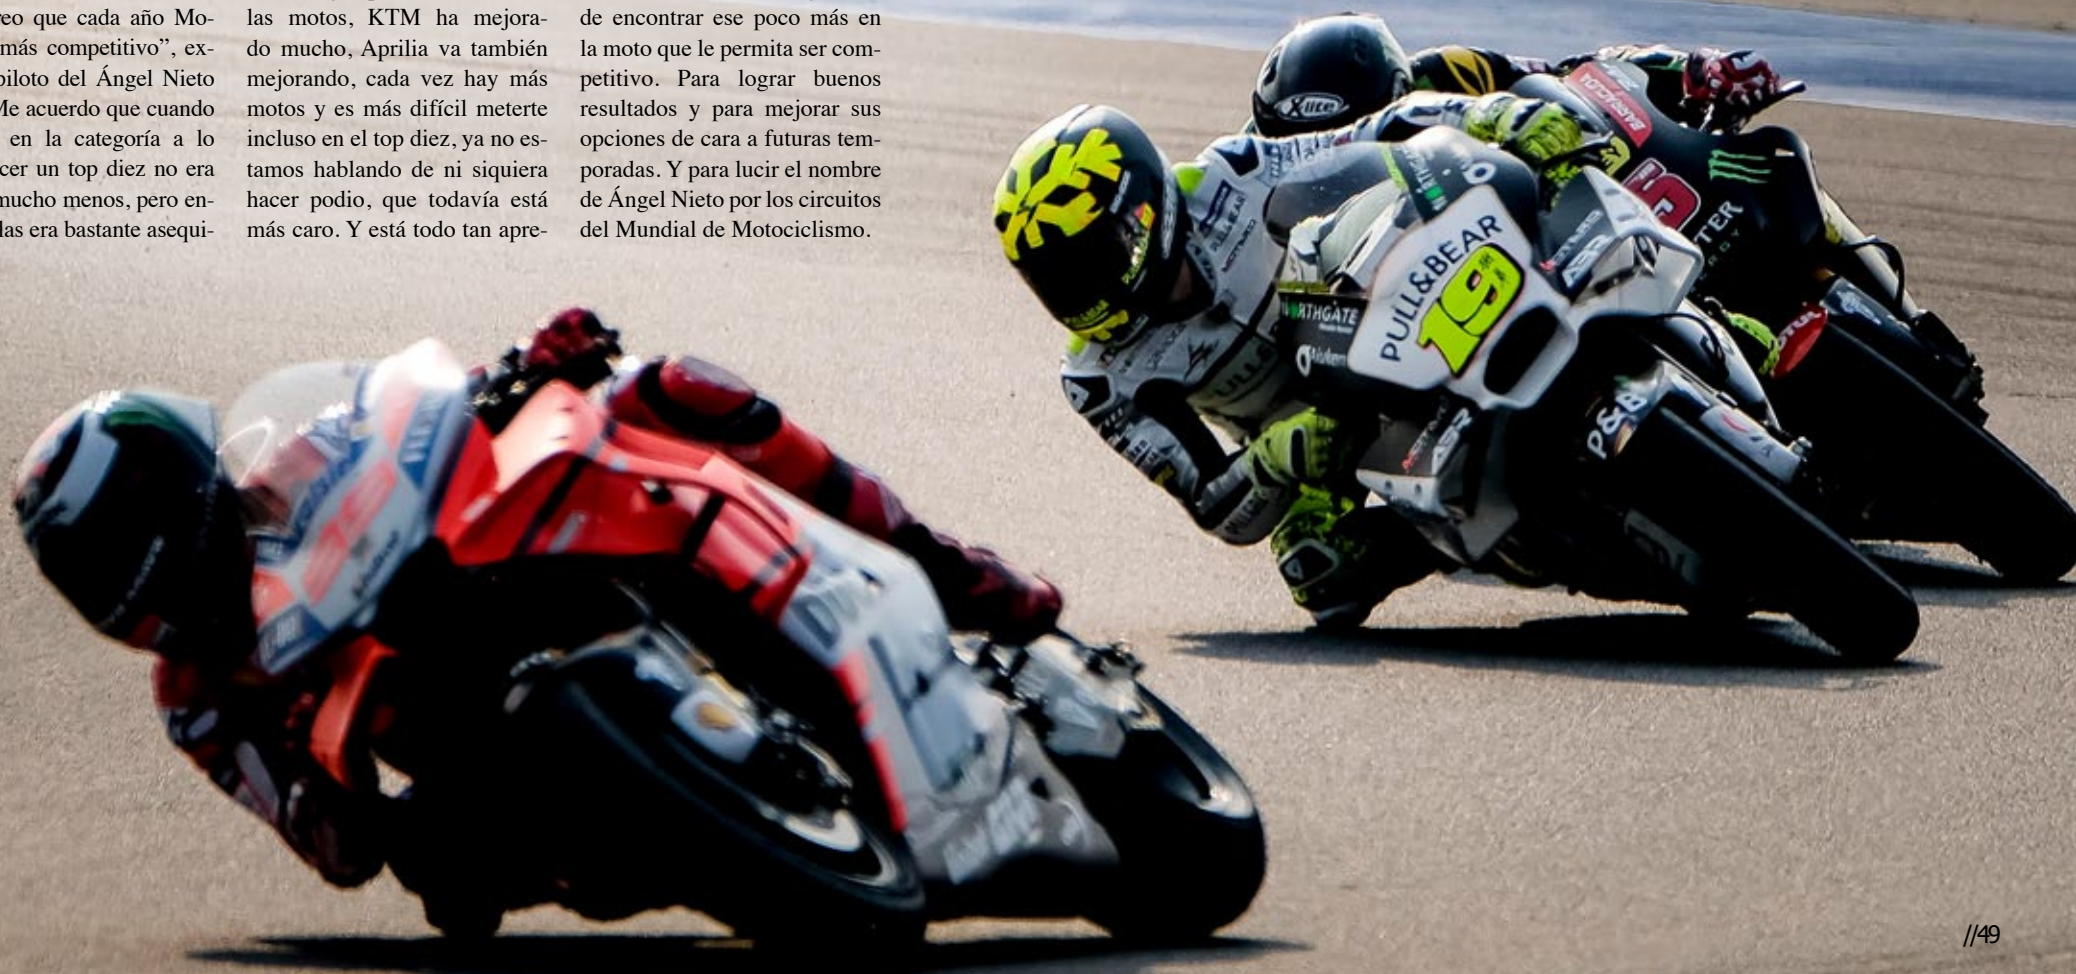 reo que cada año Mo-
más competitivo”, ex-
piloto del Ángel Nieto
Me acuerdo que cuando
en la categoría a lo
cer un top diez no era
mucho menos, pero en-
las era bastante asequi-
las motos, KTM ha mejora-
do mucho, Aprilia va también
mejorando, cada vez hay más
motos y es más difícil meterte
incluso en el top diez, ya no es-
tamos hablando de ni siquiera
hacer podio, que todavía está
más caro. Y está todo tan apre-
de encontrar ese poco más en
la moto que le permita ser com-
petitivo. Para lograr buenos
resultados y para mejorar sus
opciones de cara a futuras tem-
poradas. Y para lucir el nombre
de Ángel Nieto por los circuitos
del Mundial de Motociclismo.
X-lite
BARRACUDA
PULL&BEAR
19
RTHGATE
P&B
ABR
//49